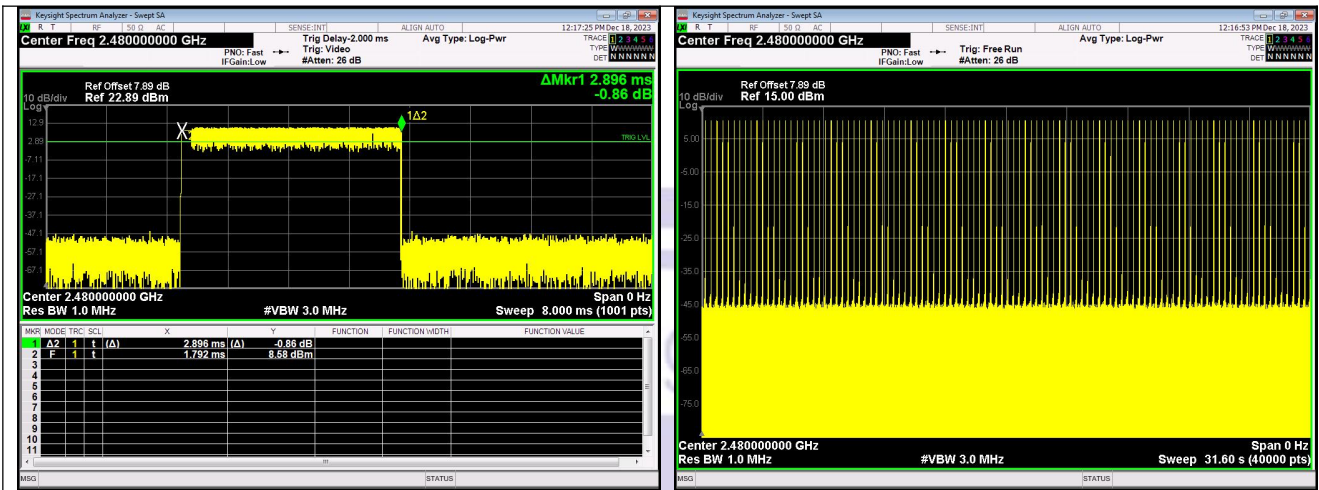 Keysight Spectrum Analyzer - Swept SA
R T RF 50 Ω AC SENSE:INT ALIGN AUTO 12:17:25 PM Dec 18, 2023
Center Freq 2.480000000 GHz
PNO: Fast
IFGain:Low
Trig Delay-2.000 ms
Trig: Video
#Atten: 26 dB
Avg Type: Log-Pwr
TRACE 1 2 3 4 5 6
TYPE W
DET N N N N N N
ΔMkr1 2.896 ms
-0.86 dB
Ref Offset 7.89 dB
10 dB/div Ref 22.89 dBm
Log
1Δ2
TRIG LVL
12.9
2.89
-7.11
-17.1
-27.1
-37.1
-47.1
-57.1
-67.1
Center 2.480000000 GHz Span 0 Hz
Res BW 1.0 MHz #VBW 3.0 MHz Sweep 8.000 ms (1001 pts)
MKR MODE TRC SCL X Y FUNCTION FUNCTION WIDTH FUNCTION VALUE
1 Δ2 1 t (Δ) 2.896 ms (Δ) -0.86 dB
2 F 1 t 1.792 ms 8.58 dBm
3
4
5
6
7
8
9
10
11
MSG STATUS
Keysight Spectrum Analyzer - Swept SA
R T RF 50 Ω AC SENSE:INT ALIGN AUTO 12:16:53 PM Dec 18, 2023
Center Freq 2.480000000 GHz
PNO: Fast
IFGain:Low
Trig: Free Run
#Atten: 26 dB
Avg Type: Log-Pwr
TRACE 1 2 3 4 5 6
TYPE W
DET N N N N N N
Ref Offset 7.89 dB
10 dB/div Ref 15.00 dBm
Log
5.00
-5.00
-15.0
-25.0
-35.0
-45.0
-55.0
-65.0
-75.0
Center 2.480000000 GHz Span 0 Hz
Res BW 1.0 MHz #VBW 3.0 MHz Sweep 31.60 s (40000 pts)
MSG STATUS